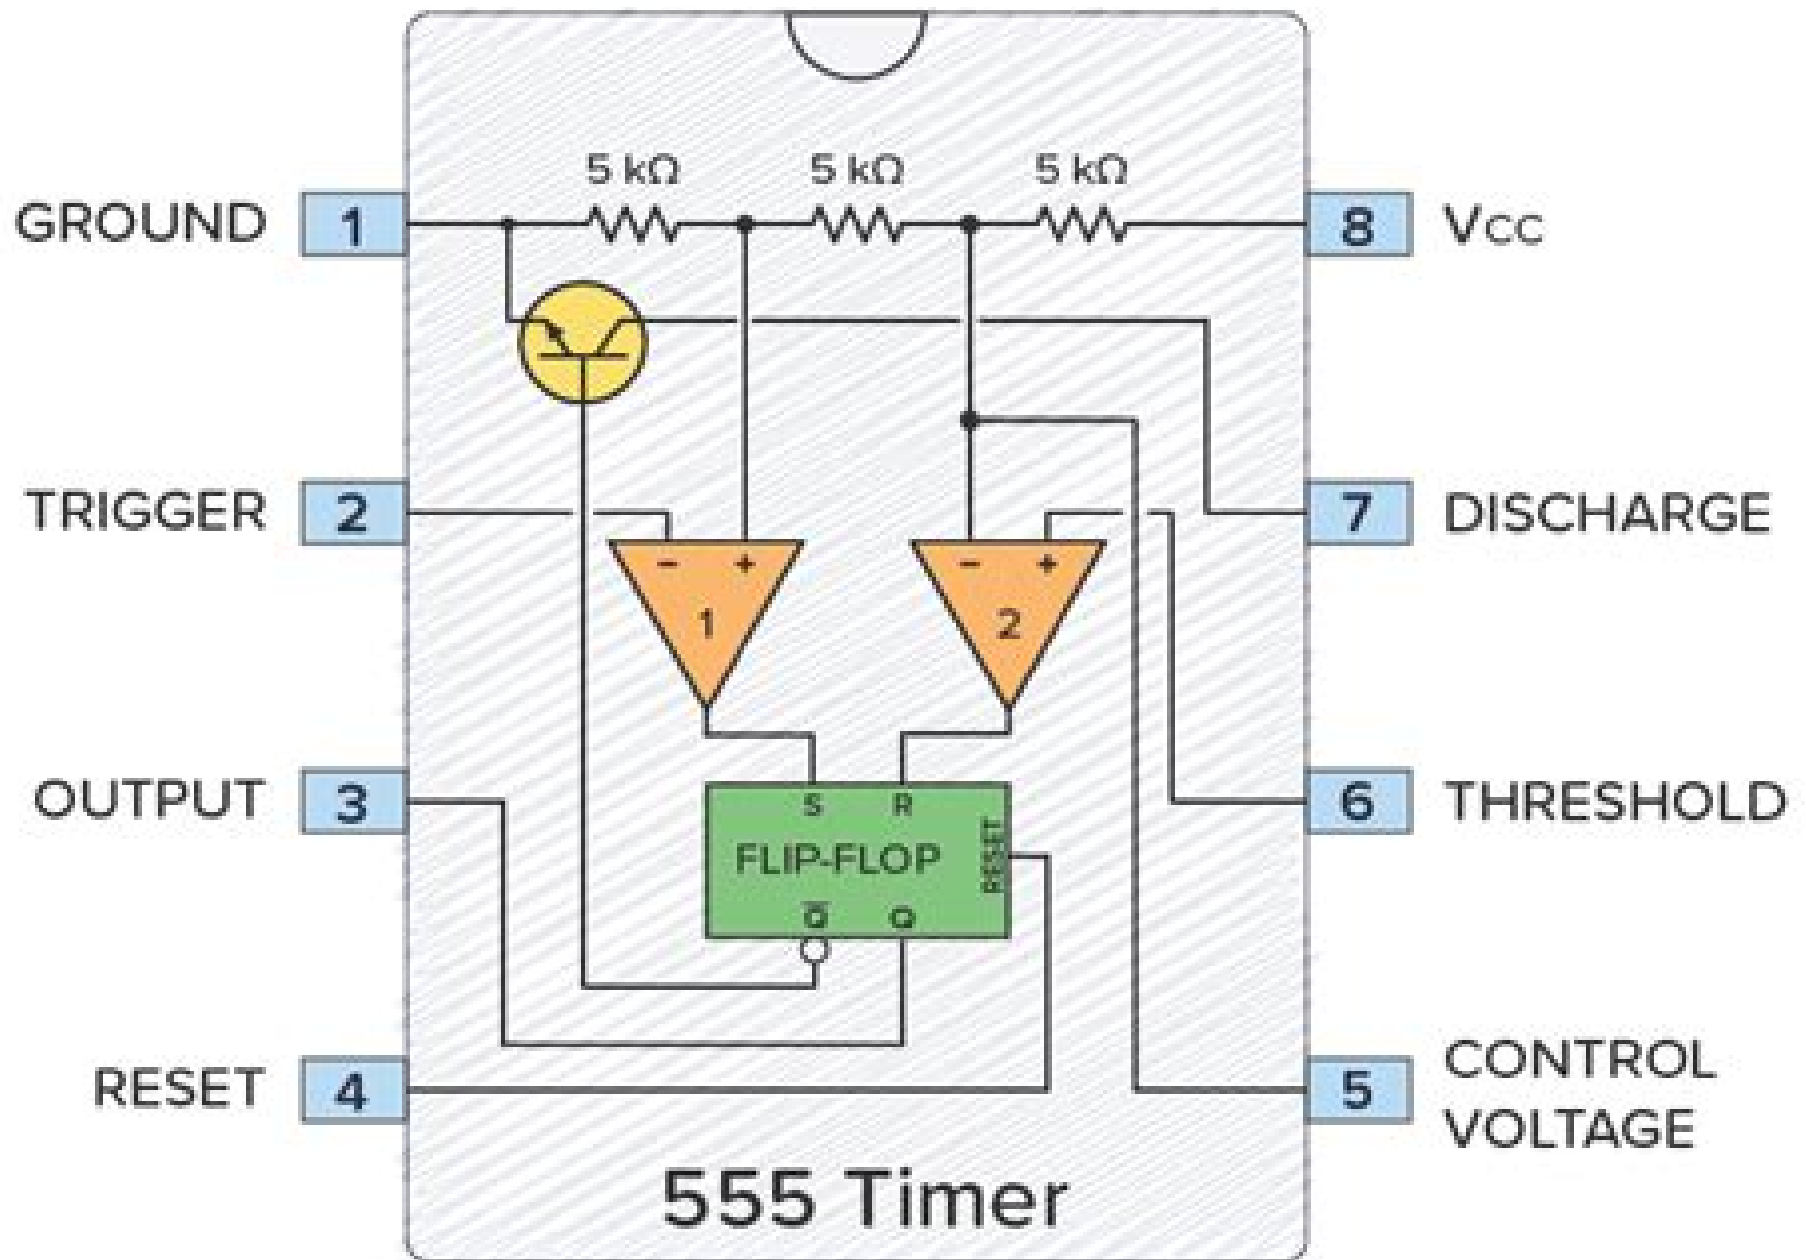 5 kΩ 5 kΩ 5 kΩ
GROUND 1
8 Vcc
TRIGGER 2
7 DISCHARGE
- +
1
- +
2
OUTPUT 3
6 THRESHOLD
S R
FLIP-FLOP
RESET
Q̅ Q
RESET 4
5 CONTROL
VOLTAGE
555 Timer